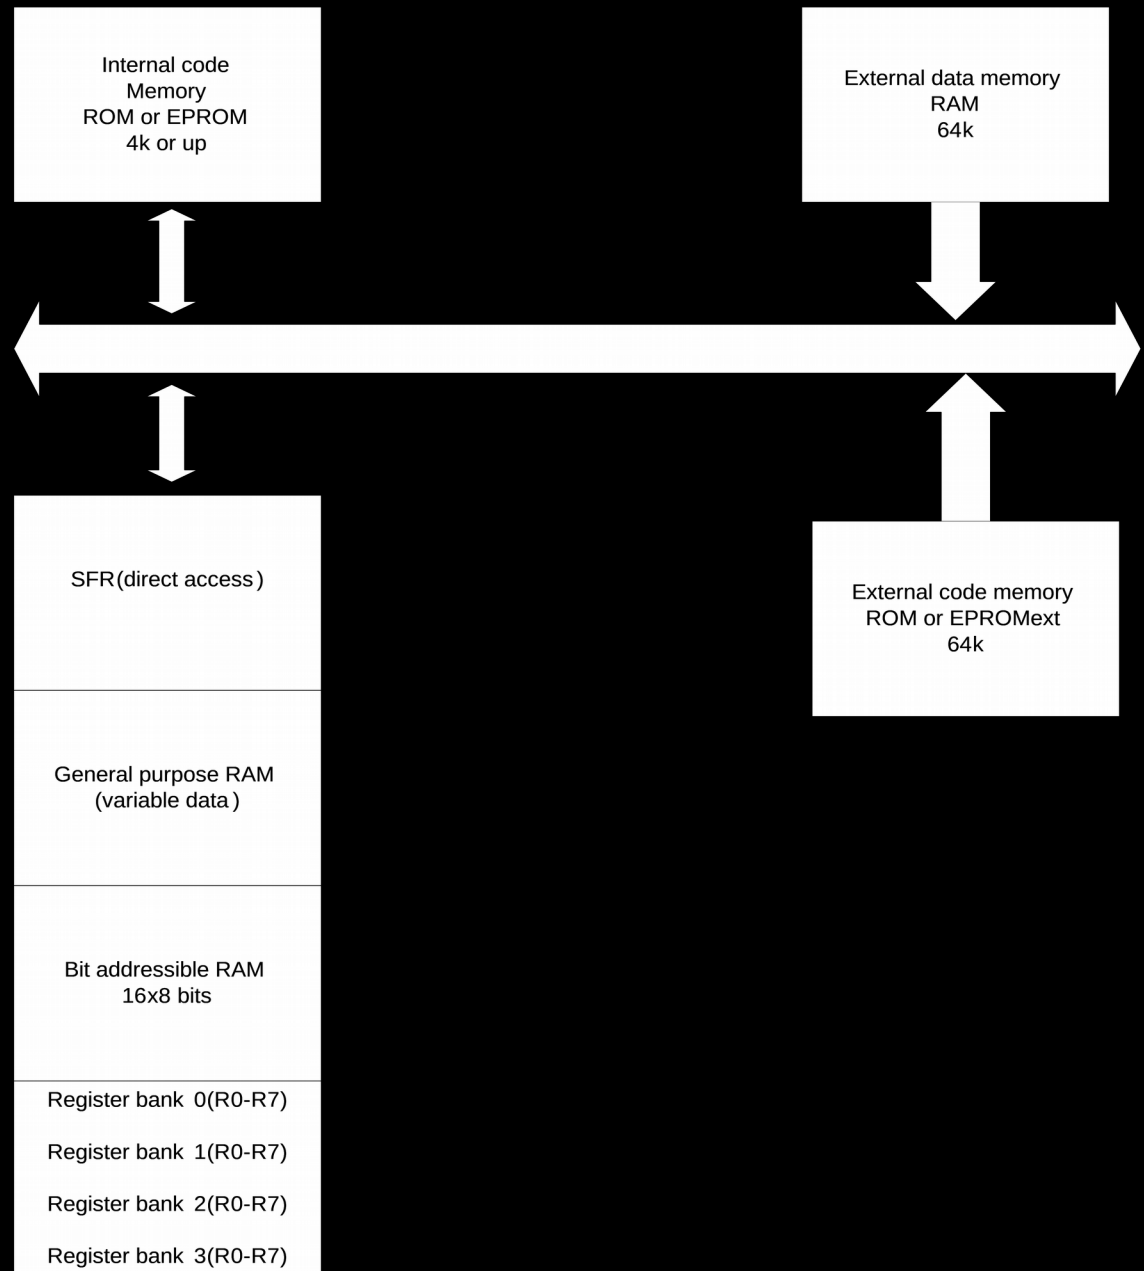 Internal code
Memory
ROM or EPROM
4k or up
External data memory
RAM
64k
SFR(direct access)
General purpose RAM
(variable data)
External code memory
ROM or EPROMext
64k
Bit addressible RAM
16x8 bits
Register bank 0(R0-R7)
Register bank 1(R0-R7)
Register bank 2(R0-R7)
Register bank 3(R0-R7)